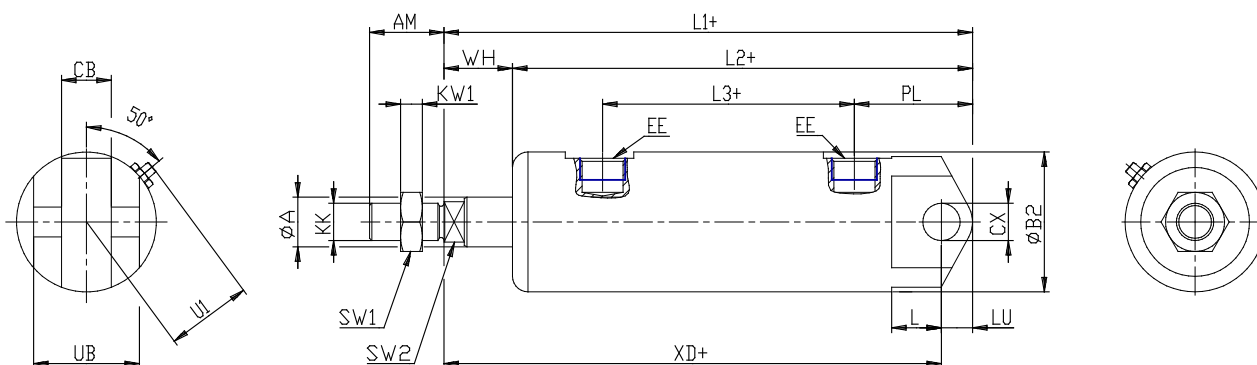 AM
L1+
WH
L2+
CB
KW1
L3+
PL
50°
EE
EE
ØA
KK
CX
ØB2
U1
SW1
L
LU
UB
SW2
XD+